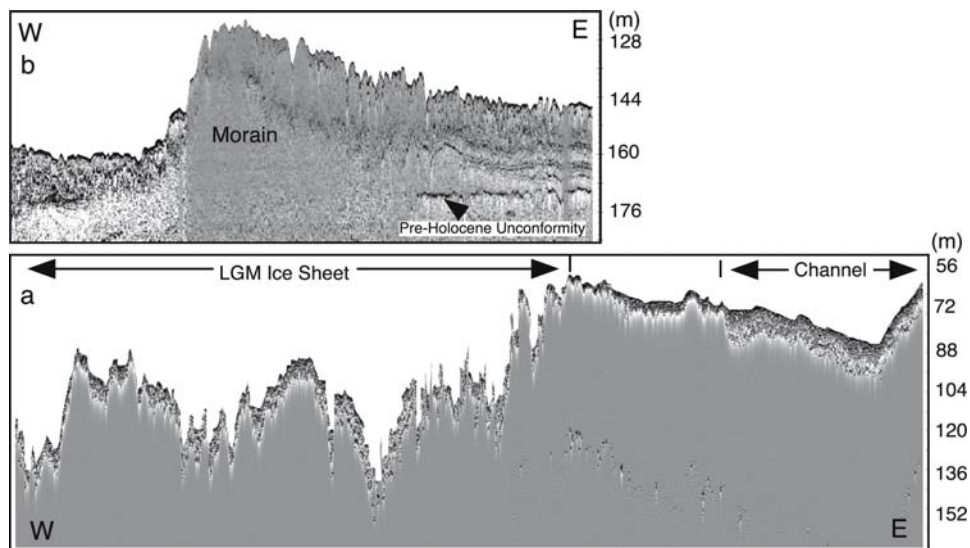 W
E
(m)
b
128
144
Morain
160
176
Pre-Holocene Unconformity
(m)
LGM Ice Sheet
Channel
56
a
72
88
104
120
136
152
W
E